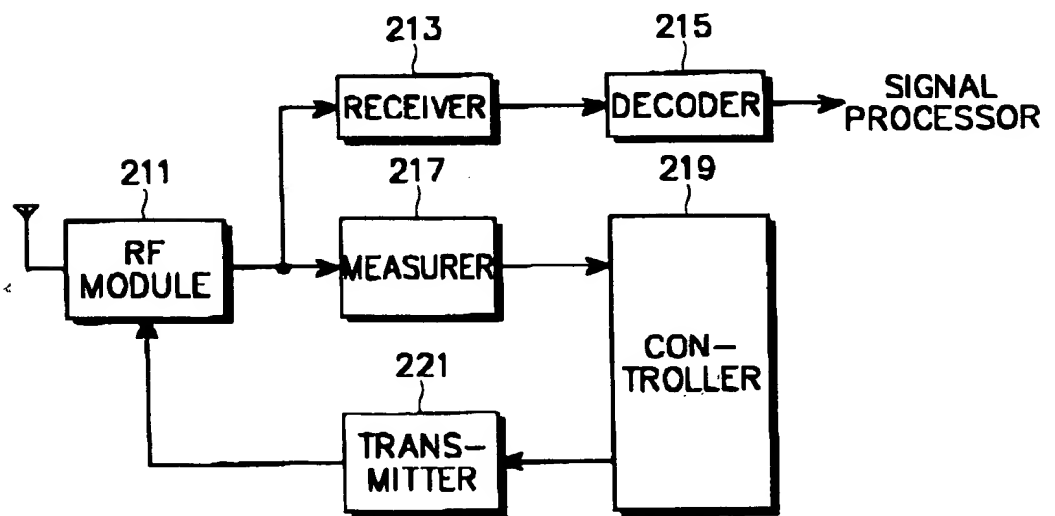 213
215
RECEIVER
DECODER
SIGNAL
PROCESSOR
211
217
219
RF
MODULE
MEASURER
CON-
TROLLER
221
TRANS-
MITTER